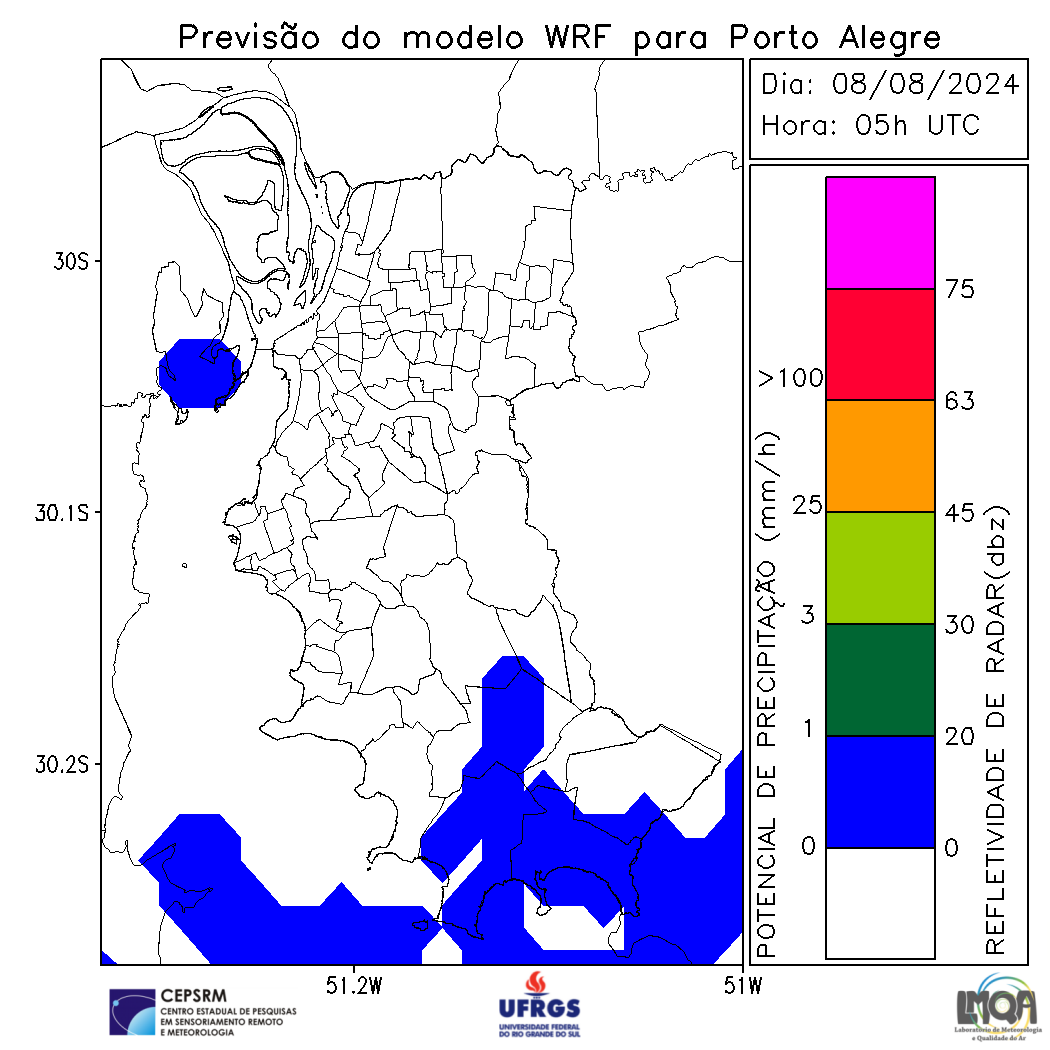 Previsão do modelo WRF para Porto Alegre
Dia: 08/08/2024
Hora: 05h UTC
30S
30.1S
30.2S
51.2W
51W
POTENCIAL DE PRECIPITAÇÃO (mm/h)
>100
25
3
1
0
75
63
45
30
20
0
REFLETIVIDADE DE RADAR(dbz)
CEPSRM
CENTRO ESTADUAL DE PESQUISAS
EM SENSORIAMENTO REMOTO
E METEOROLOGIA
UFRGS
UNIVERSIDADE FEDERAL
DO RIO GRANDE DO SUL
LMQA
Laboratório de Meteorologia
e Qualidade do Ar